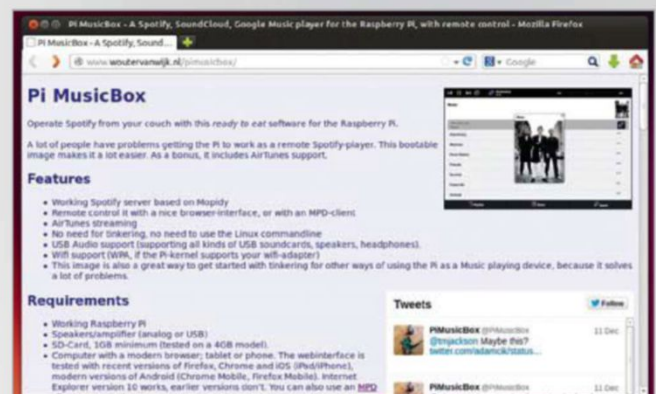 Pi MusicBox - A Spotify, SoundCloud, Google Music player for the Raspberry Pi, with remote control - Mozilla Firefox
Pi MusicBox - A Spotify, Sound...
www.woutervanwijk.nl/pimusicbox/
Google
Pi MusicBox
Operate Spotify from your couch with this ready to eat software for the Raspberry Pi.
A lot of people have problems getting the Pi to work as a remote Spotify-player. This bootable
image makes it a lot easier. As a bonus, it includes AirTunes support.
Features
• Working Spotify server based on Mopidy
• Remote control it with a nice browser-interface, or with an MPD-client
• AirTunes streaming
• No need for tinkering, no need to use the Linux commandline
• USB Audio support (supporting all kinds of USB soundcards, speakers, headphones).
• Wifi support (WPA, if the Pi-kernel supports your wifi-adapter)
• This image is also a great way to get started with tinkering for other ways of using the Pi as a Music playing device, because it solves
a lot of problems.
Requirements
• Working Raspberry Pi
• Speakers/amplifier (analog or USB)
• SD-Card, 1GB minimum (tested on a 4GB model).
• Computer with a modern browser; tablet or phone. The webinterface is
tested with recent versions of Firefox, Chrome and iOS (iPad/iPhone),
modern versions of Android (Chrome Mobile, Firefox Mobile). Internet
Explorer version 10 works, earlier versions don't. You can also use an MPD
Tweets
Follow
PiMusicBox @PiMusicBox 11 Dec
@tmjackson Maybe this?
twitter.com/adamcik/status...
PiMusicBox @PiMusicBox 11 Dec